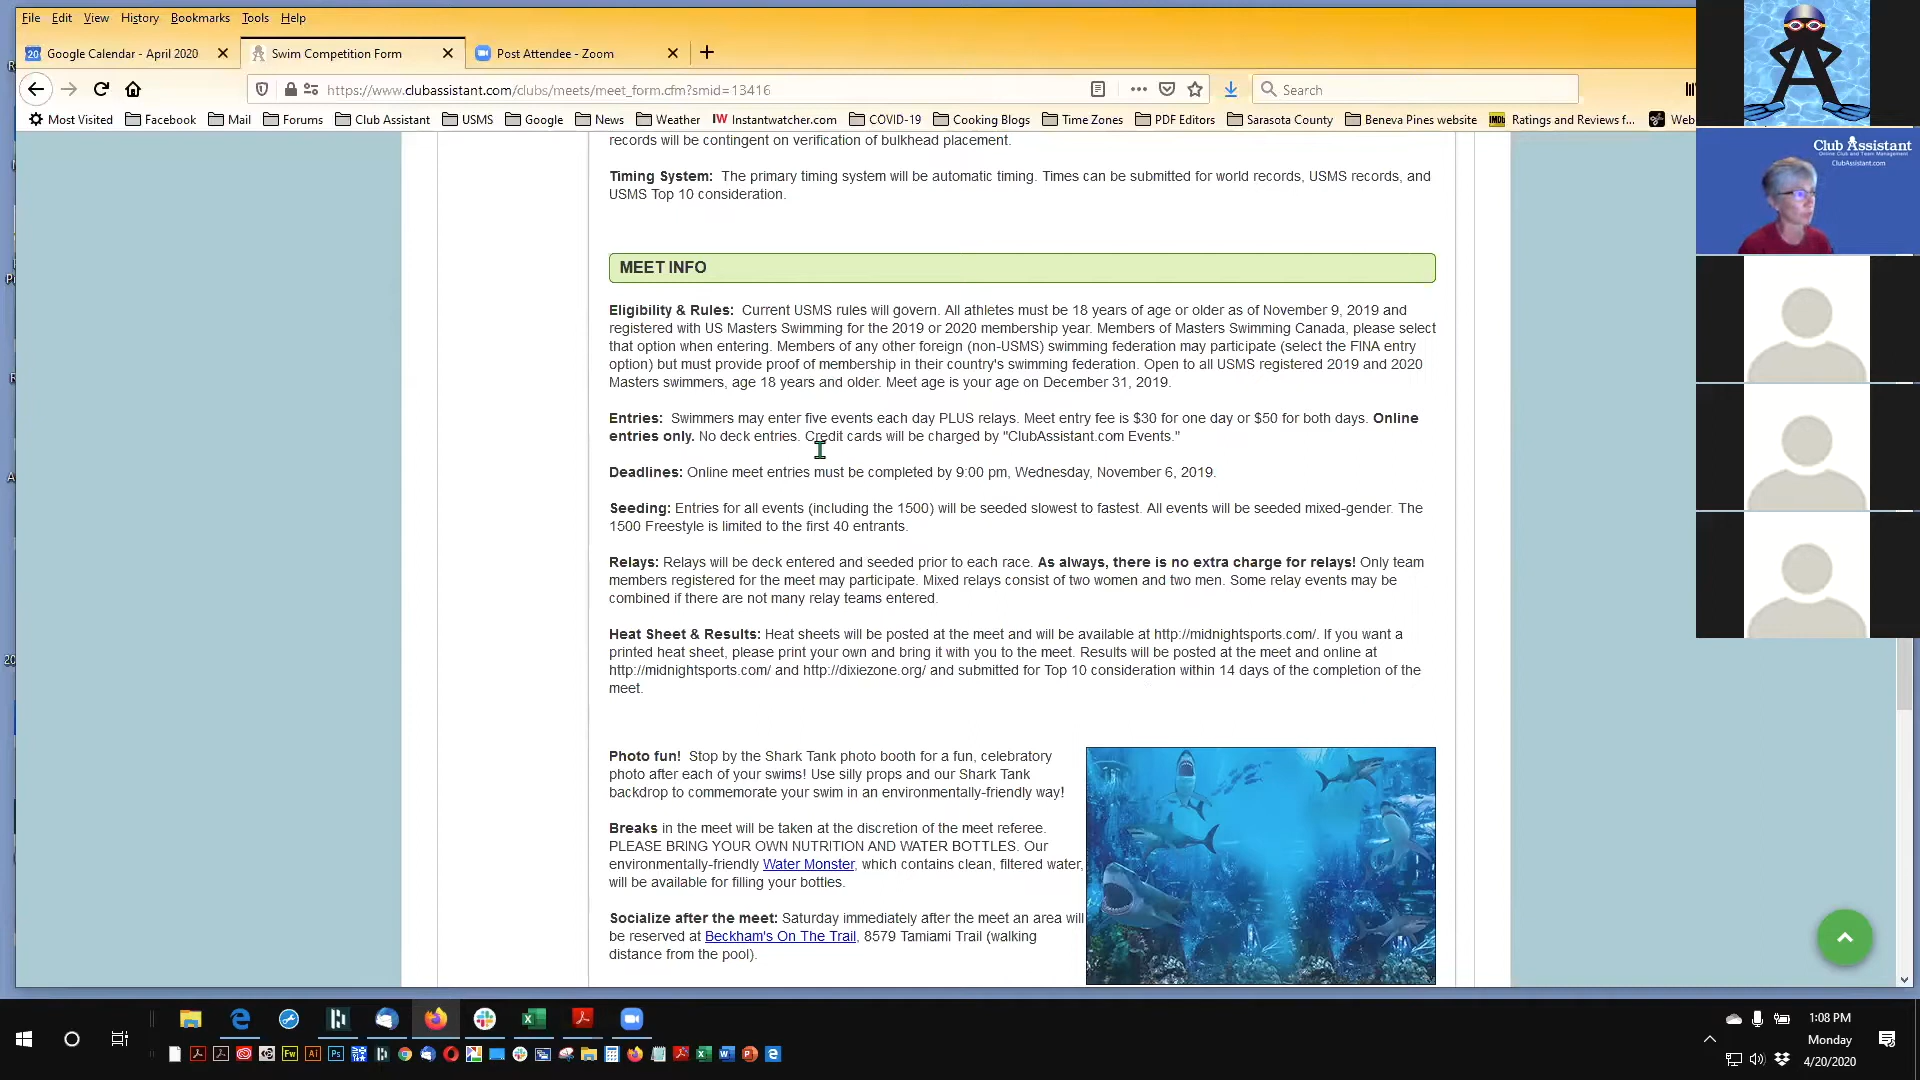 File Edit View History Bookmarks Tools Help
Google Calendar - April 2020
Swim Competition Form
Post Attendee - Zoom
https://www.clubassistant.com/clubs/meets/meet_form.cfm?smid=13416
Search
Most Visited Facebook Mail Forums Club Assistant USMS Google News Weather Instantwatcher.com COVID-19 Cooking Blogs Time Zones PDF Editors Sarasota County Beneva Pines website Ratings and Reviews f... Web
Club Assistant
Online Club and Team Management
ClubAssistant.com
records will be contingent on verification of bulkhead placement.
Timing System: The primary timing system will be automatic timing. Times can be submitted for world records, USMS records, and
USMS Top 10 consideration.
MEET INFO
Eligibility & Rules: Current USMS rules will govern. All athletes must be 18 years of age or older as of November 9, 2019 and
registered with US Masters Swimming for the 2019 or 2020 membership year. Members of Masters Swimming Canada, please select
that option when entering. Members of any other foreign (non-USMS) swimming federation may participate (select the FINA entry
option) but must provide proof of membership in their country's swimming federation. Open to all USMS registered 2019 and 2020
Masters swimmers, age 18 years and older. Meet age is your age on December 31, 2019.
Entries: Swimmers may enter five events each day PLUS relays. Meet entry fee is $30 for one day or $50 for both days. Online
entries only. No deck entries. Credit cards will be charged by "ClubAssistant.com Events."
Deadlines: Online meet entries must be completed by 9:00 pm, Wednesday, November 6, 2019.
Seeding: Entries for all events (including the 1500) will be seeded slowest to fastest. All events will be seeded mixed-gender. The
1500 Freestyle is limited to the first 40 entrants.
Relays: Relays will be deck entered and seeded prior to each race. As always, there is no extra charge for relays! Only team
members registered for the meet may participate. Mixed relays consist of two women and two men. Some relay events may be
combined if there are not many relay teams entered.
Heat Sheet & Results: Heat sheets will be posted at the meet and will be available at http://midnightsports.com/. If you want a
printed heat sheet, please print your own and bring it with you to the meet. Results will be posted at the meet and online at
http://midnightsports.com/ and http://dixiezone.org/ and submitted for Top 10 consideration within 14 days of the completion of the
meet.
Photo fun! Stop by the Shark Tank photo booth for a fun, celebratory
photo after each of your swims! Use silly props and our Shark Tank
backdrop to commemorate your swim in an environmentally-friendly way!
Breaks in the meet will be taken at the discretion of the meet referee.
PLEASE BRING YOUR OWN NUTRITION AND WATER BOTTLES. Our
environmentally-friendly Water Monster, which contains clean, filtered water,
will be available for filling your bottles.
Socialize after the meet: Saturday immediately after the meet an area will
be reserved at Beckham's On The Trail, 8579 Tamiami Trail (walking
distance from the pool).
1:08 PM
Monday
4/20/2020